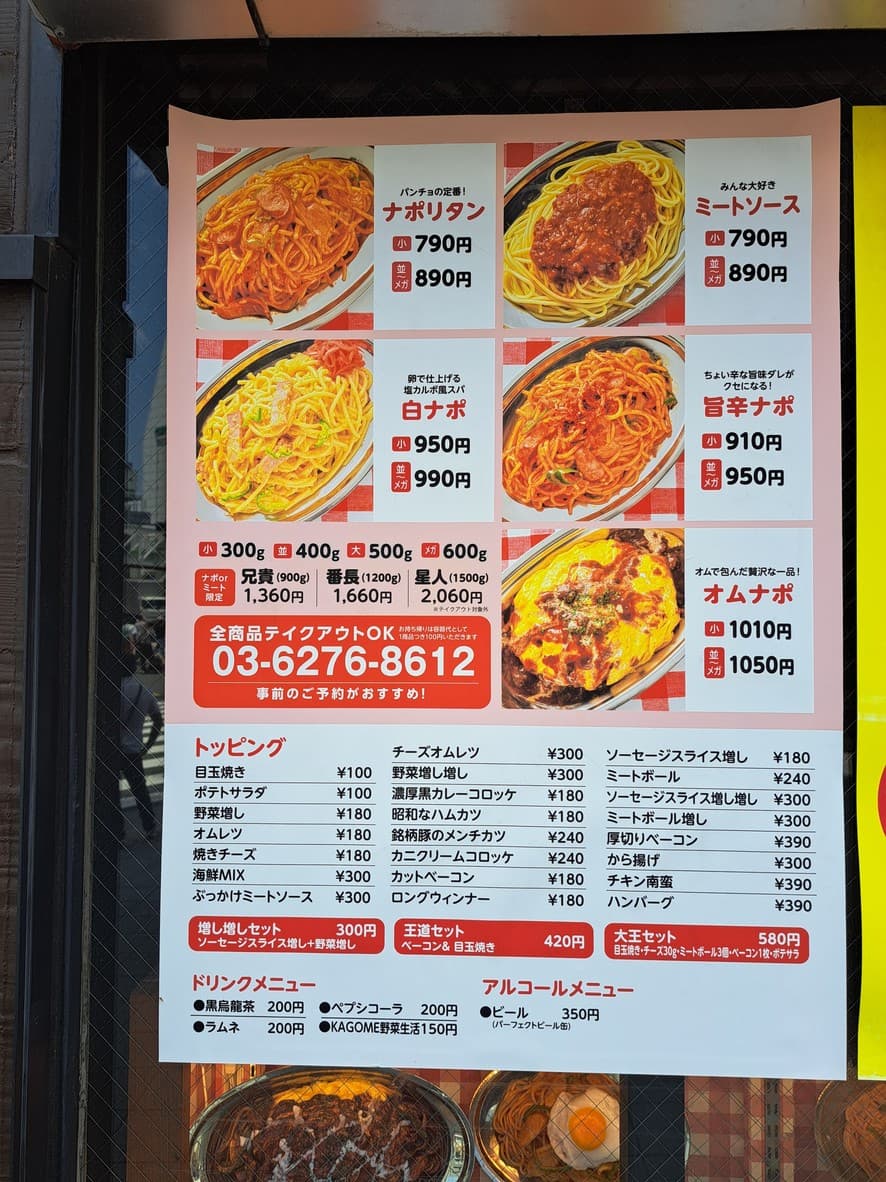 パンチョの定番!
ナポリタン
小 790円
並~メガ 890円
みんな大好き
ミートソース
小 790円
並~メガ 890円
卵で仕上げる
塩カルボ風スパ
白ナポ
小 950円
並~メガ 990円
ちょい辛な旨味ダレが
クセになる!
旨辛ナポ
小 910円
並~メガ 950円
小 300g 並 400g 大 500g メガ 600g
ナポor
ミート
限定
兄貴(900g)
1,360円
番長(1200g)
1,660円
星人(1500g)
2,060円
※テイクアウト対象外
オムで包んだ贅沢な一品!
オムナポ
小 1010円
並~メガ 1050円
全商品テイクアウトOK
お持ち帰りは容器代として
1商品つき100円いただきます
03-6276-8612
事前のご予約がおすすめ!
トッピング
目玉焼き ¥100
ポテトサラダ ¥100
野菜増し ¥180
オムレツ ¥180
焼きチーズ ¥180
海鮮MIX ¥300
ぶっかけミートソース ¥300
チーズオムレツ ¥300
野菜増し増し ¥300
濃厚黒カレーコロッケ ¥180
昭和なハムカツ ¥180
銘柄豚のメンチカツ ¥240
カニクリームコロッケ ¥240
カットベーコン ¥180
ロングウィンナー ¥180
ソーセージスライス増し ¥180
ミートボール ¥240
ソーセージスライス増し増し ¥300
ミートボール増し ¥300
厚切りベーコン ¥390
から揚げ ¥300
チキン南蛮 ¥390
ハンバーグ ¥390
増し増しセット 300円
ソーセージスライス増し+野菜増し
王道セット 420円
ベーコン& 目玉焼き
大王セット 580円
目玉焼き・チーズ30g・ミートボール3個・ベーコン1枚・ポテサラ
ドリンクメニュー
●黒烏龍茶 200円 ●ペプシコーラ 200円
●ラムネ 200円 ●KAGOME野菜生活150円
アルコールメニュー
●ビール 350円
(パーフェクトビール缶)